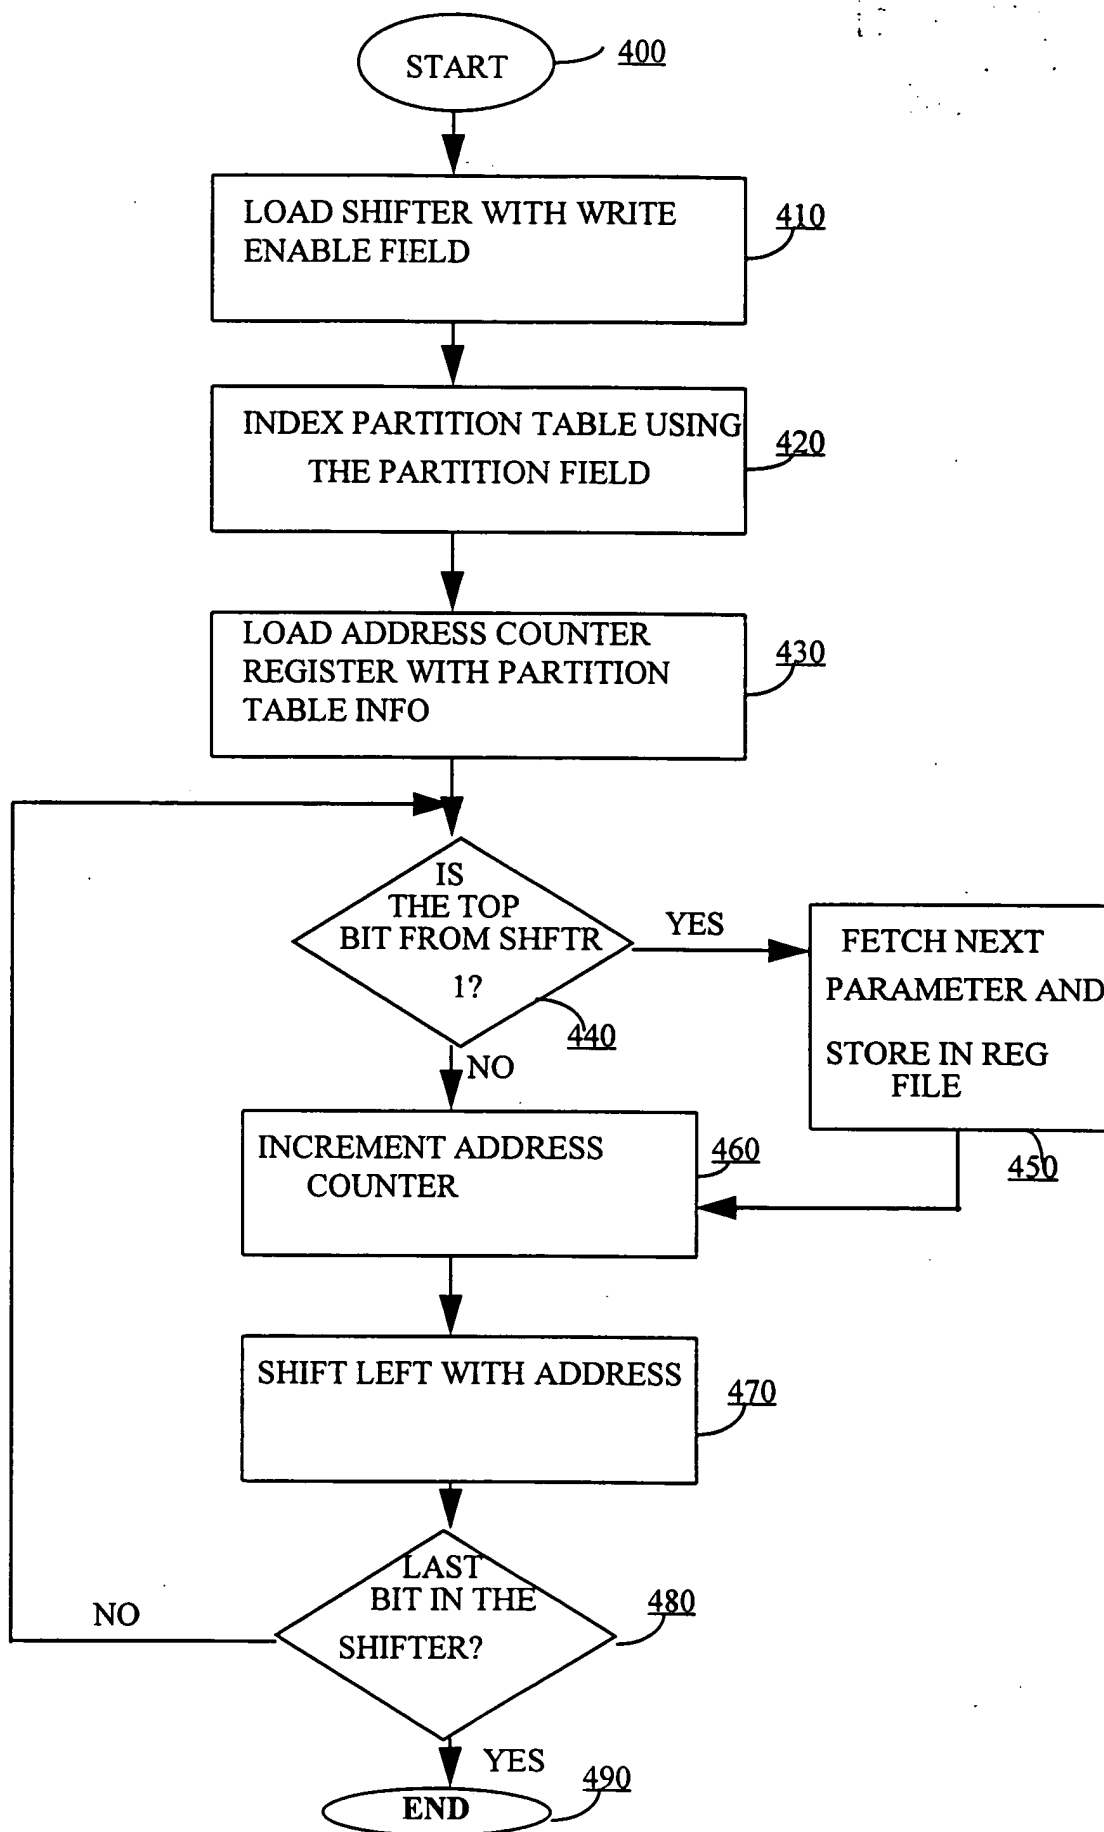 START
400
LOAD SHIFTER WITH WRITE
ENABLE FIELD
410
INDEX PARTITION TABLE USING
THE PARTITION FIELD
420
LOAD ADDRESS COUNTER
REGISTER WITH PARTITION
TABLE INFO
430
IS
THE TOP
BIT FROM SHFTR
1?
440
YES
FETCH NEXT
PARAMETER AND
STORE IN REG
FILE
450
NO
INCREMENT ADDRESS
COUNTER
460
SHIFT LEFT WITH ADDRESS
470
LAST
BIT IN THE
SHIFTER?
480
NO
YES
END
490